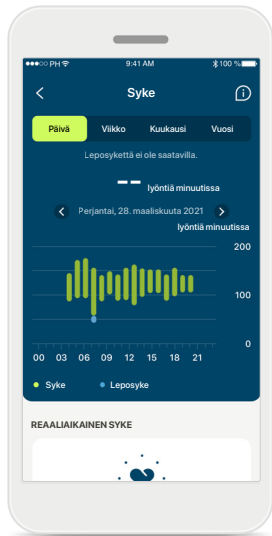 ●●●○○ PH 9:41 AM 100 %
Syke
Päivä Viikko Kuukausi Vuosi
Leposykettä ei ole saatavilla.
-- lyöntiä minuutissa
Perjantai, 28. maaliskuuta 2021
lyöntiä minuutissa
200
100
0
00 03 06 09 12 15 18 21
Syke Leposyke
REAALIAIKAINEN SYKE